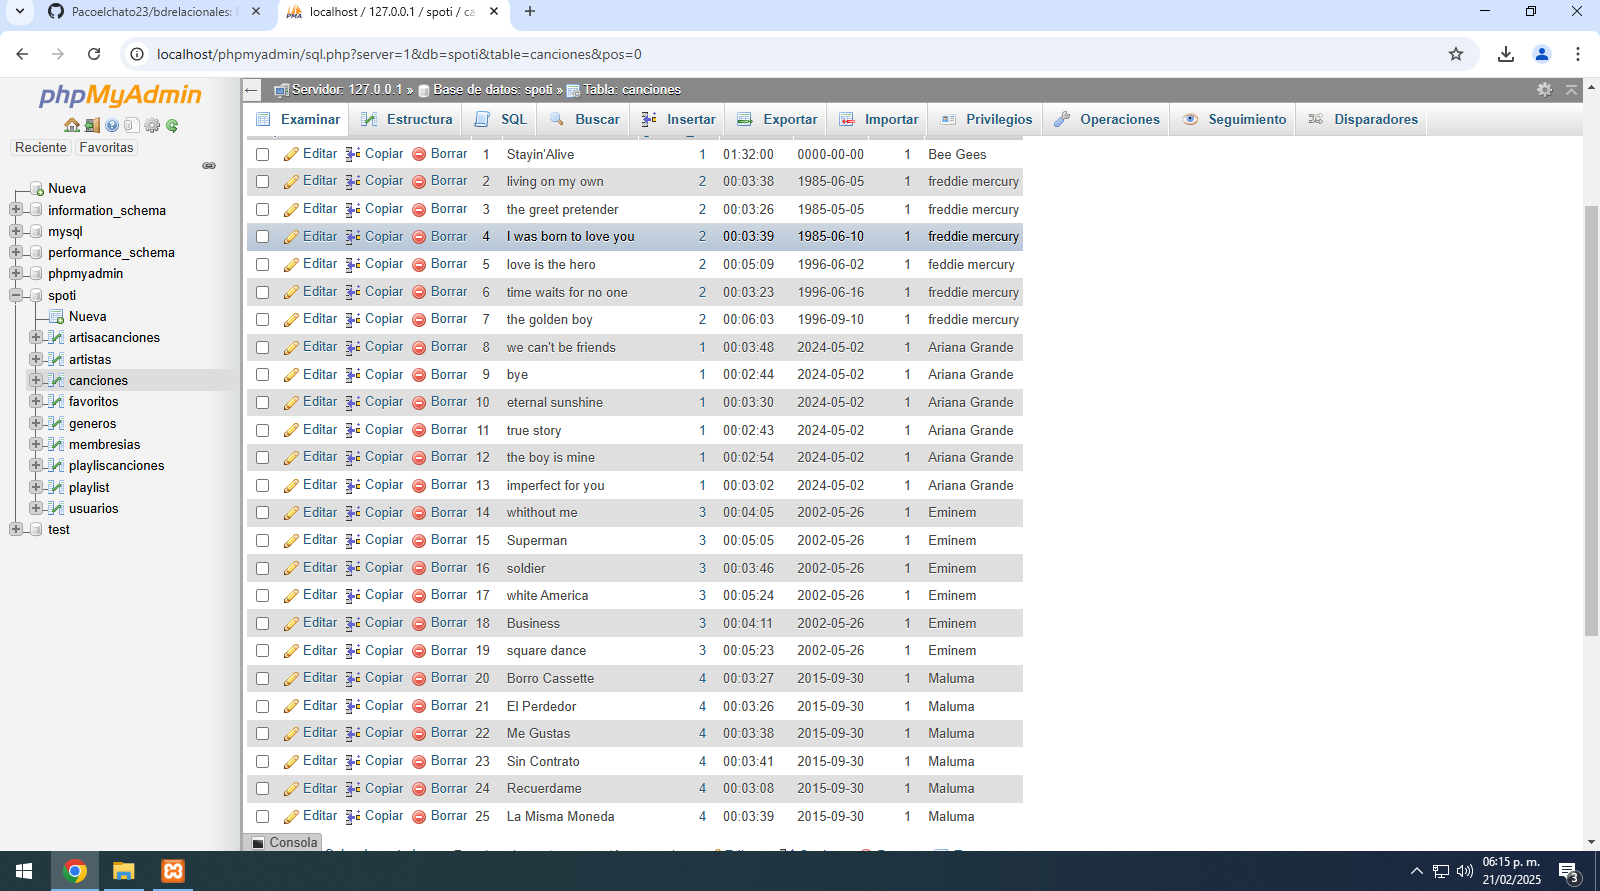 Pacoelchato23/bdrelacionales: E
localhost / 127.0.0.1 / spoti / ca
localhost/phpmyadmin/sql.php?server=1&db=spoti&table=canciones&pos=0
phpMyAdmin
Reciente Favoritas
Nueva
information_schema
mysql
performance_schema
phpmyadmin
spoti
Nueva
artisacanciones
artistas
canciones
favoritos
generos
membresias
playliscanciones
playlist
usuarios
test
Servidor: 127.0.0.1 » Base de datos: spoti » Tabla: canciones
Examinar Estructura SQL Buscar Insertar Exportar Importar Privilegios Operaciones Seguimiento Disparadores
Editar Copiar Borrar 1 Stayin'Alive 1 01:32:00 0000-00-00 1 Bee Gees
Editar Copiar Borrar 2 living on my own 2 00:03:38 1985-06-05 1 freddie mercury
Editar Copiar Borrar 3 the greet pretender 2 00:03:26 1985-05-05 1 freddie mercury
Editar Copiar Borrar 4 I was born to love you 2 00:03:39 1985-06-10 1 freddie mercury
Editar Copiar Borrar 5 love is the hero 2 00:05:09 1996-06-02 1 feddie mercury
Editar Copiar Borrar 6 time waits for no one 2 00:03:23 1996-06-16 1 freddie mercury
Editar Copiar Borrar 7 the golden boy 2 00:06:03 1996-09-10 1 freddie mercury
Editar Copiar Borrar 8 we can't be friends 1 00:03:48 2024-05-02 1 Ariana Grande
Editar Copiar Borrar 9 bye 1 00:02:44 2024-05-02 1 Ariana Grande
Editar Copiar Borrar 10 eternal sunshine 1 00:03:30 2024-05-02 1 Ariana Grande
Editar Copiar Borrar 11 true story 1 00:02:43 2024-05-02 1 Ariana Grande
Editar Copiar Borrar 12 the boy is mine 1 00:02:54 2024-05-02 1 Ariana Grande
Editar Copiar Borrar 13 imperfect for you 1 00:03:02 2024-05-02 1 Ariana Grande
Editar Copiar Borrar 14 whithout me 3 00:04:05 2002-05-26 1 Eminem
Editar Copiar Borrar 15 Superman 3 00:05:05 2002-05-26 1 Eminem
Editar Copiar Borrar 16 soldier 3 00:03:46 2002-05-26 1 Eminem
Editar Copiar Borrar 17 white America 3 00:05:24 2002-05-26 1 Eminem
Editar Copiar Borrar 18 Business 3 00:04:11 2002-05-26 1 Eminem
Editar Copiar Borrar 19 square dance 3 00:05:23 2002-05-26 1 Eminem
Editar Copiar Borrar 20 Borro Cassette 4 00:03:27 2015-09-30 1 Maluma
Editar Copiar Borrar 21 El Perdedor 4 00:03:26 2015-09-30 1 Maluma
Editar Copiar Borrar 22 Me Gustas 4 00:03:38 2015-09-30 1 Maluma
Editar Copiar Borrar 23 Sin Contrato 4 00:03:41 2015-09-30 1 Maluma
Editar Copiar Borrar 24 Recuerdame 4 00:03:08 2015-09-30 1 Maluma
Editar Copiar Borrar 25 La Misma Moneda 4 00:03:39 2015-09-30 1 Maluma
Consola
06:15 p. m.
21/02/2025
3